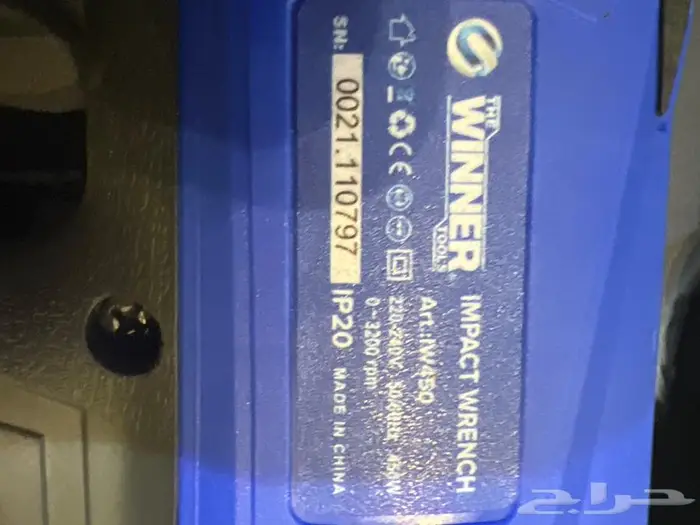 THE
WINNER
TOOLS
IMPACT WRENCH
Art.:IW450
220-240V, 50/60Hz 450W
0-3200 rpm
SN: 0021.110797 IP20 MADE IN CHINA
حراج